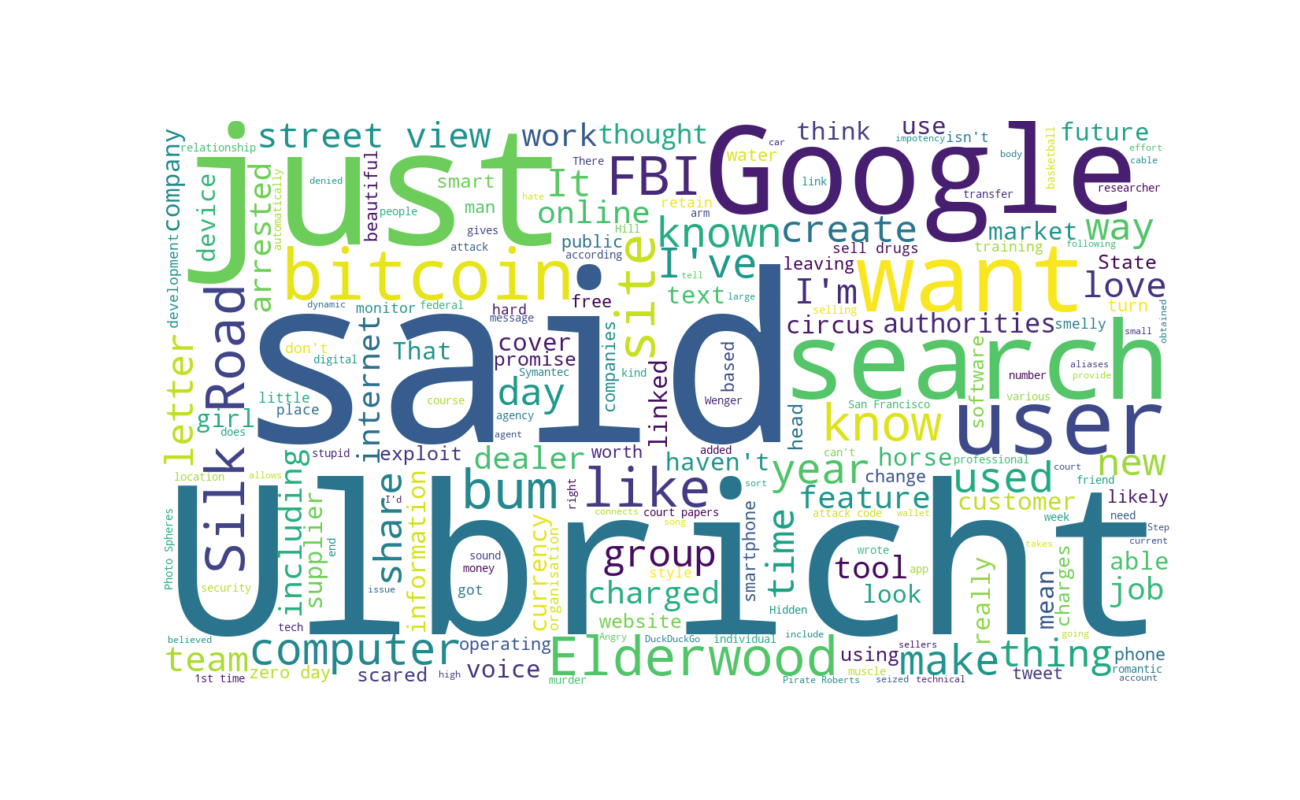 just
Google
said
Ulbricht
want
search
user
bitcoin
FBI
Silk Road
street view
work
thought
think
use
isn't
impotency
car
future
effort
cable
company
relationship
There
water
link
body
basketball
researcher
device
arrested
automatically
denied
beautiful
people
smart
man
hate
It
online
retain
arm
transfer
development
gives
attack
public
according
Hill
known
create
sell drugs
market
training
way
following
site
I've
tell
leaving
I'm
State
love
dynamic
monitor
federal
hard
message
free
text
large
selling
turn
obtained
letter
internet
don't
digital
That
cover
promise
Symantec
companies
kind
linked
based
Wenger
circus
authorities
smelly
small
software
number
aliases
provide
various
girl
little
place
does
course
day
agency
agent
added
head
San Francisco
know
can't
location
allows
stupid
exploit
dealer
worth
haven't
year
horse
change
professional
court
friend
new
including
supplier
end
I'd
share
information
bum
like
right
connects
court papers
song
sort
feature
attack code
wallet
used
customer
week
need
likely
Step
current
Photo Spheres
security
issue
sound
money
got
currency
organisation
group
style
charged
smartphone
time
Hidden
wrote
tool
app
look
takes
really
mean
charges
able
job
tech
website
believed
team
computer
operating
Angry
DuckDuckGo
individual
include
sellers
going
1st time
zero day
scared
high
voice
Elderwood
murder
using
muscle
make
thing
phone
romantic
account
tweet
Pirate Roberts
seized
technical